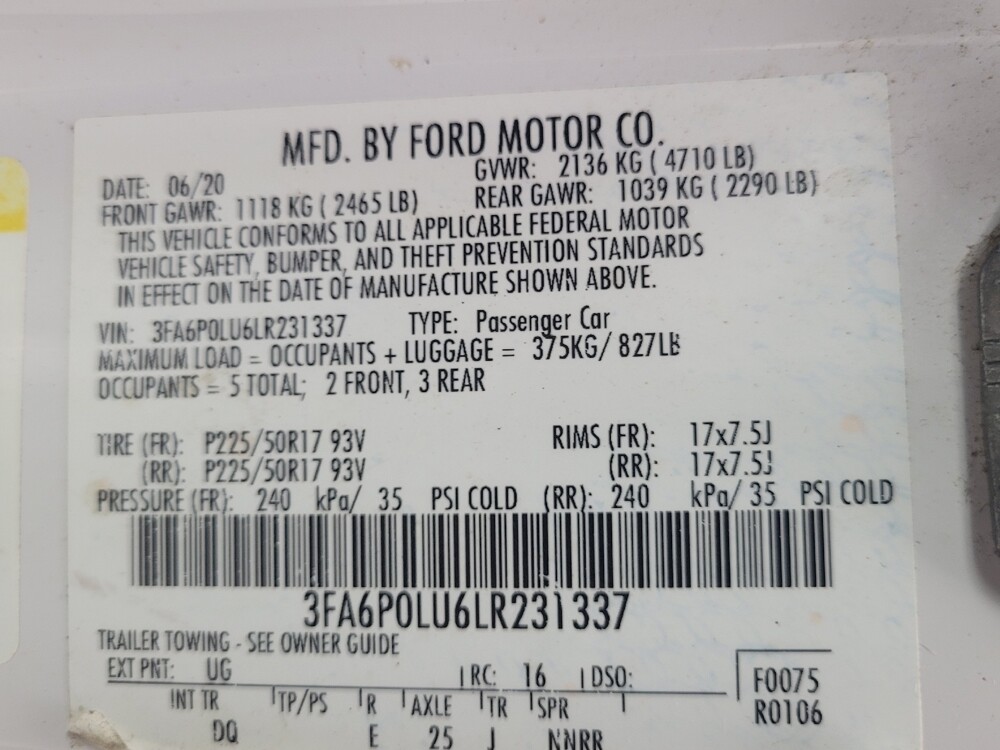 MFD. BY FORD MOTOR CO.
DATE: 06/20 GVWR: 2136 KG ( 4710 LB)
FRONT GAWR: 1118 KG ( 2465 LB) REAR GAWR: 1039 KG ( 2290 LB)
THIS VEHICLE CONFORMS TO ALL APPLICABLE FEDERAL MOTOR
VEHICLE SAFETY, BUMPER, AND THEFT PREVENTION STANDARDS
IN EFFECT ON THE DATE OF MANUFACTURE SHOWN ABOVE.
VIN: 3FA6P0LU6LR231337 TYPE: Passenger Car
MAXIMUM LOAD = OCCUPANTS + LUGGAGE = 375KG/ 827LB
OCCUPANTS = 5 TOTAL; 2 FRONT, 3 REAR
TIRE (FR): P225/50R17 93V RIMS (FR): 17x7.5J
(RR): P225/50R17 93V (RR): 17x7.5J
PRESSURE (FR): 240 kPa/ 35 PSI COLD (RR): 240 kPa/ 35 PSI COLD
3FA6P0LU6LR231337
TRAILER TOWING - SEE OWNER GUIDE
EXT PNT: UG RC: 16 DSO: F0075
INT TR TP/PS R AXLE TR SPR R0106
DQ E 25 J NNRR